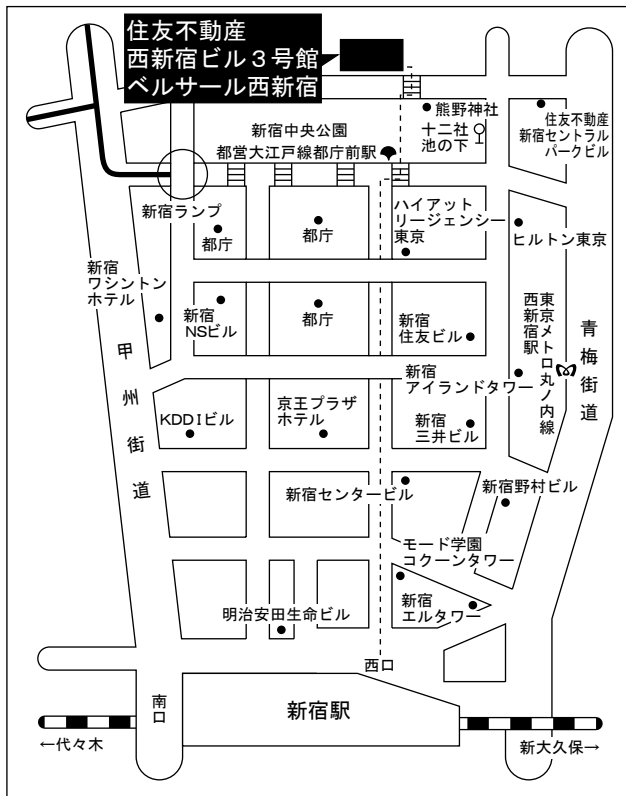 住友不動産
西新宿ビル３号館
ベルサール西新宿
熊野神社
十二社
池の下
住友不動産
新宿セントラル
パークビル
新宿中央公園
都営大江戸線都庁前駅
新宿ランプ
都庁
都庁
ハイアット
リージェンシー
東京
ヒルトン東京
新宿
ワシントン
ホテル
新宿
NSビル
都庁
新宿
住友ビル
東京メトロ丸ノ内線
西新宿駅
青梅街道
甲州街道
新宿
アイランドタワー
KDDIビル
京王プラザ
ホテル
新宿
三井ビル
新宿センタービル
新宿野村ビル
モード学園
コクーンタワー
新宿
エルタワー
明治安田生命ビル
西口
南口
新宿駅
←代々木
新大久保→